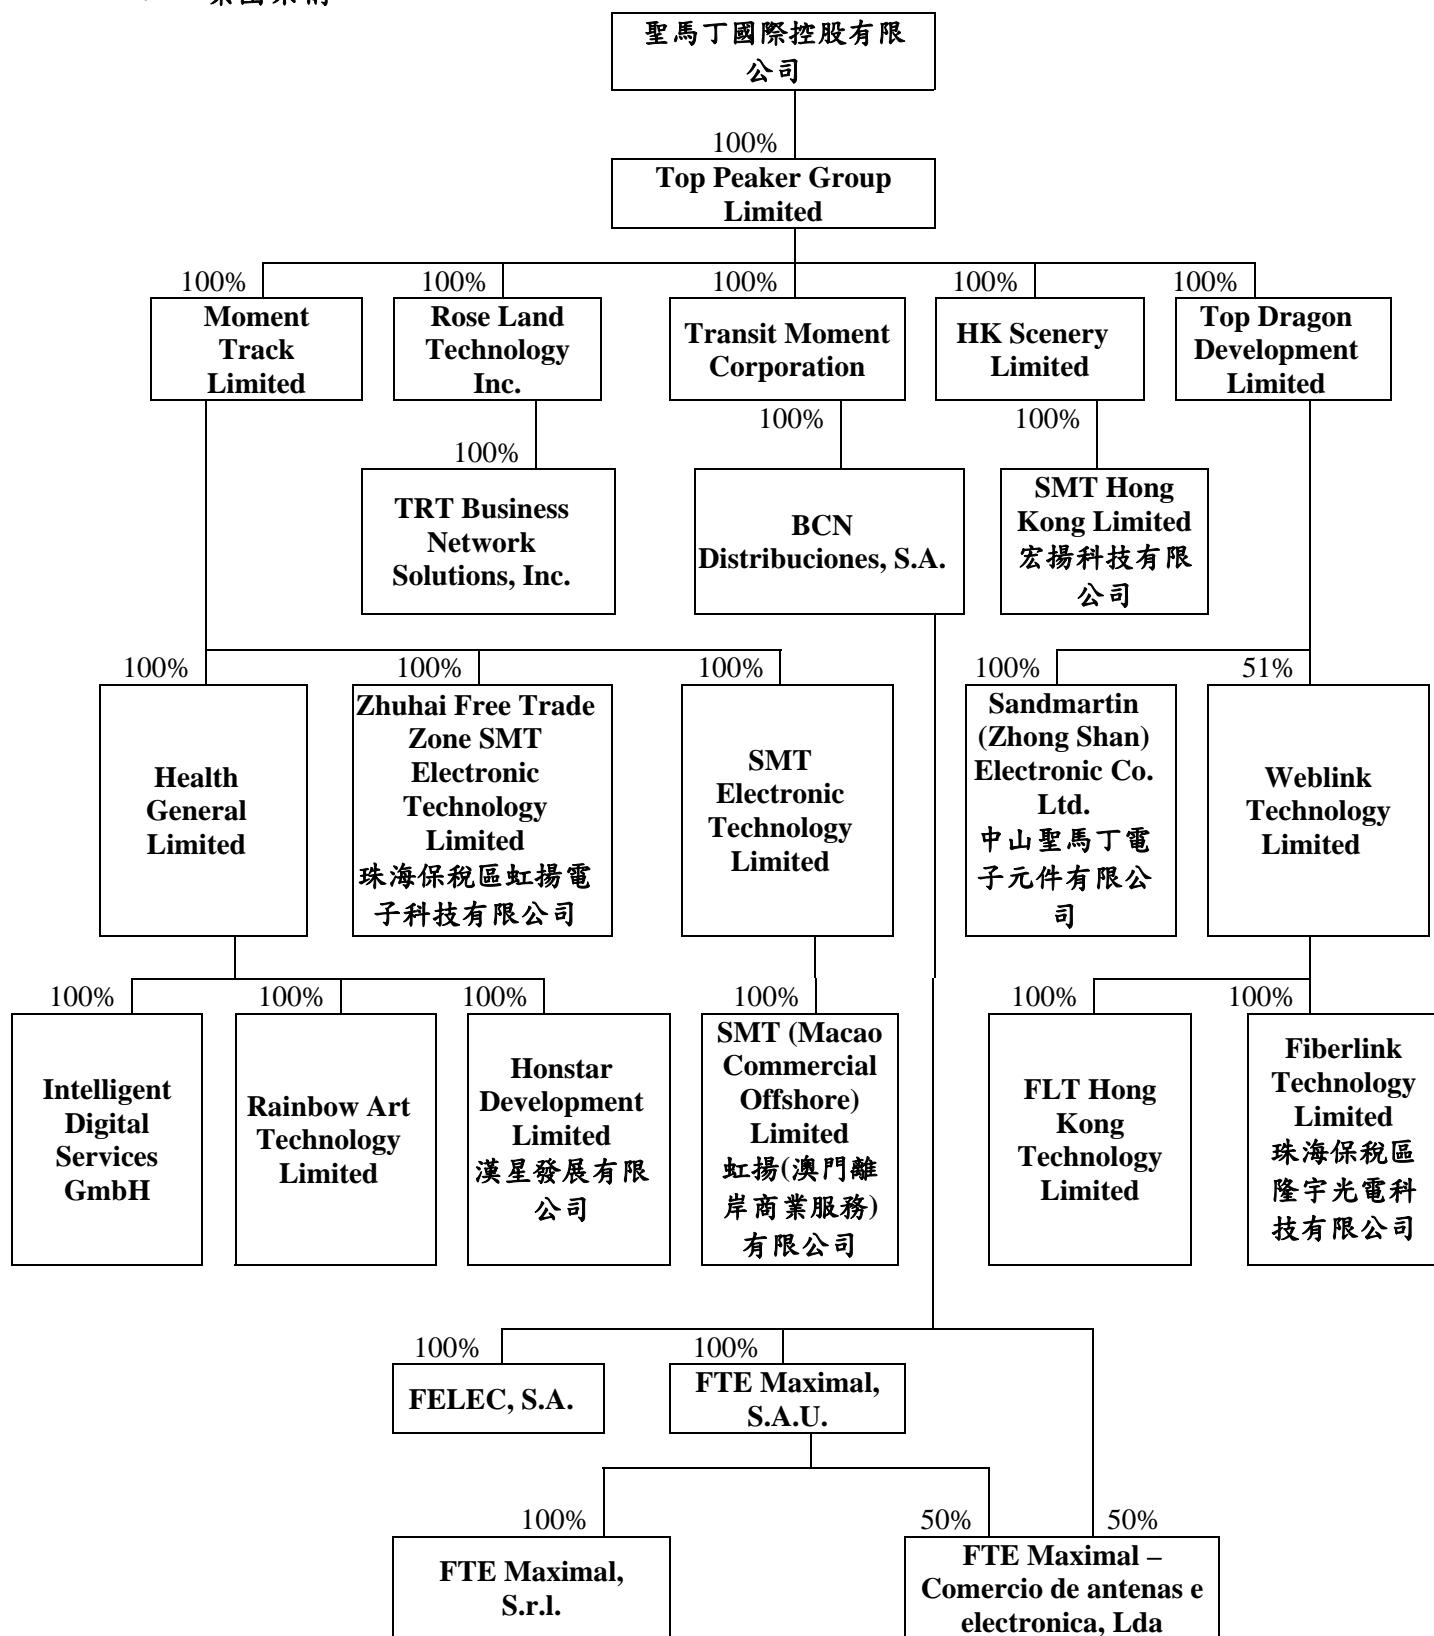 聖馬丁國際控股有限
公司
100%
Top Peaker Group
Limited
100%
100%
100%
100%
100%
Moment
Track
Limited
Rose Land
Technology
Inc.
Transit Moment
Corporation
HK Scenery
Limited
Top Dragon
Development
Limited
100%
100%
100%
TRT Business
Network
Solutions, Inc.
BCN
Distribuciones, S.A.
SMT Hong
Kong Limited
宏揚科技有限
公司
100%
100%
100%
100%
51%
Health
General
Limited
Zhuhai Free Trade
Zone SMT
Electronic
Technology
Limited
珠海保稅區虹揚電
子科技有限公司
SMT
Electronic
Technology
Limited
Sandmartin
(Zhong Shan)
Electronic Co.
Ltd.
中山聖馬丁電
子元件有限公
司
Weblink
Technology
Limited
100%
100%
100%
100%
100%
100%
Intelligent
Digital
Services
GmbH
Rainbow Art
Technology
Limited
Honstar
Development
Limited
漢星發展有限
公司
SMT (Macao
Commercial
Offshore)
Limited
虹揚(澳門離
岸商業服務)
有限公司
FLT Hong
Kong
Technology
Limited
Fiberlink
Technology
Limited
珠海保稅區
隆宇光電科
技有限公司
100%
100%
FELEC, S.A.
FTE Maximal,
S.A.U.
100%
50%
50%
FTE Maximal,
S.r.l.
FTE Maximal –
Comercio de antenas e
electronica, Lda